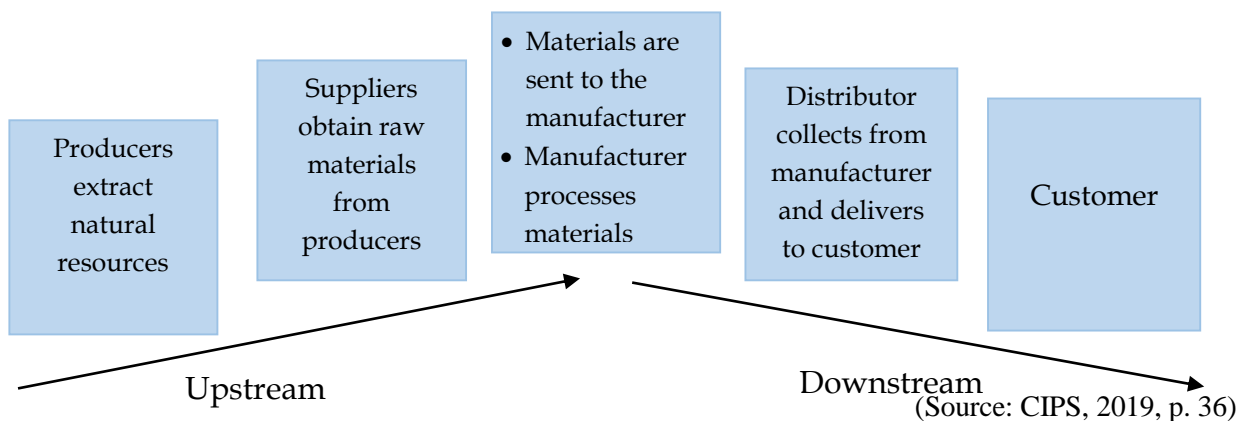 Producers
extract
natural
resources
Suppliers
obtain raw
materials
from
producers
• Materials are
sent to the
manufacturer
• Manufacturer
processes
materials
Distributor
collects from
manufacturer
and delivers
to customer
Customer
Upstream
Downstream
(Source: CIPS, 2019, p. 36)